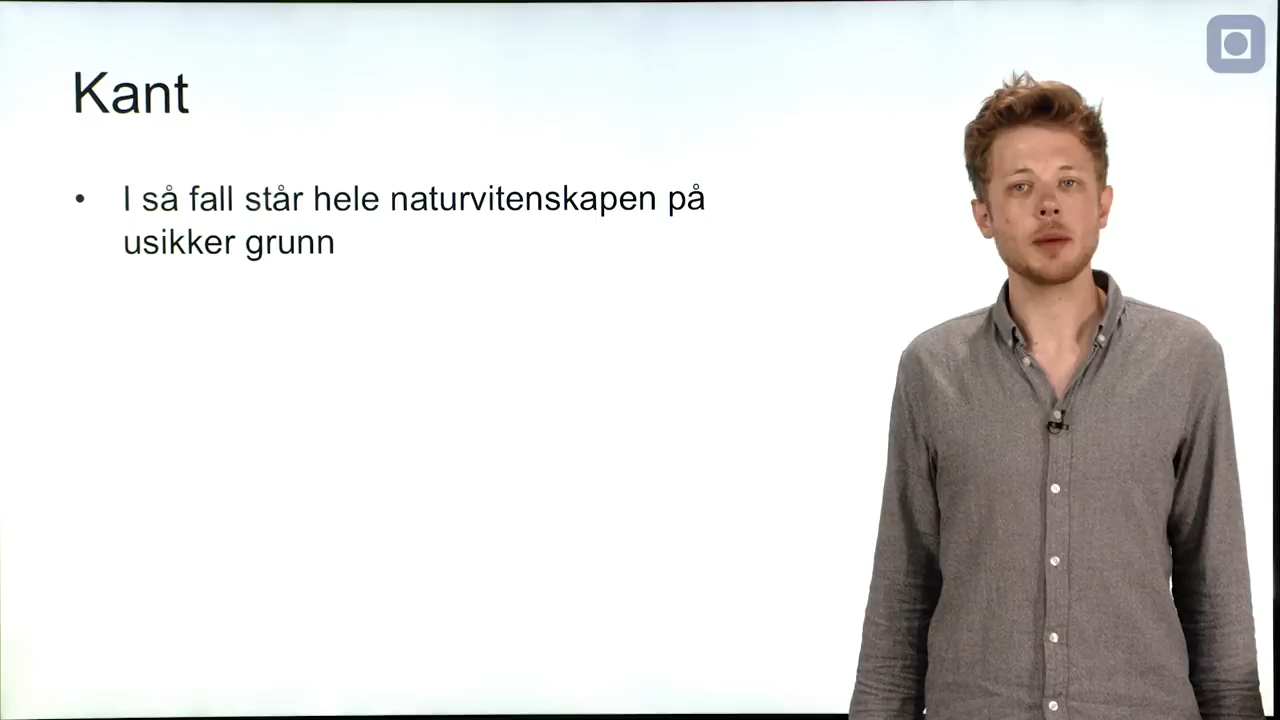 Kant
• I så fall står hele naturvitenskapen på
usikker grunn